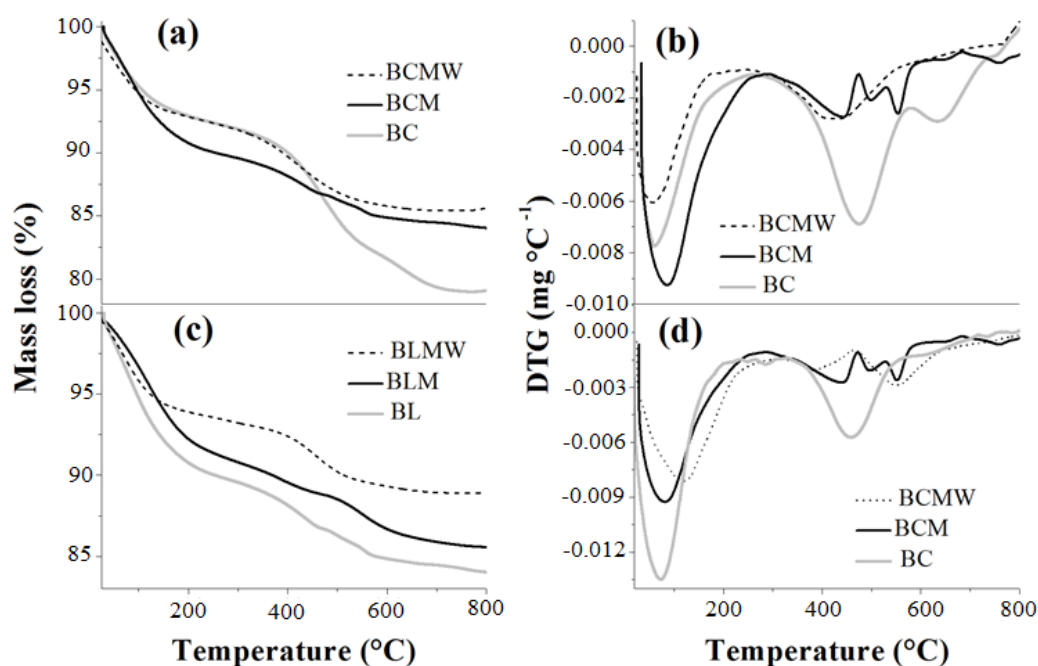 100
95
90
85
80
(a)
BCMW
BCM
BC
0.000
-0.002
-0.004
-0.006
-0.008
-0.010
(b)
BCMW
BCM
BC
Mass loss (%)
DTG (mg °C⁻¹)
100
95
90
85
(c)
BLMW
BLM
BL
200
400
600
800
Temperature (°C)
0.000
-0.003
-0.006
-0.009
-0.012
(d)
BCMW
BCM
BC
200
400
600
800
Temperature (°C)